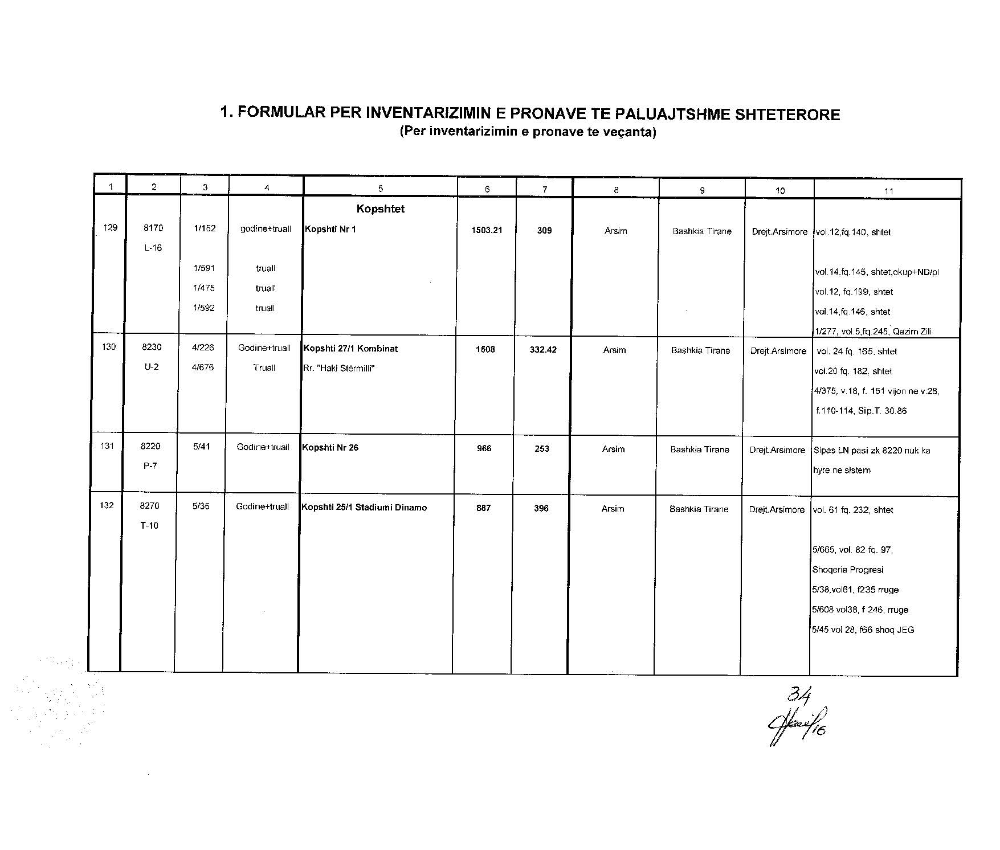 1. FORMULAR PER INVENTARIZIMIN E PRONAVE TE PALUAJTSHME SHTETERORE
(Per inventarizimin e pronave te veçanta)
1 2 3 4 5 6 7 8 9 10 11
Kopshtet
129 8170 1/152 godine+truall Kopshti Nr 1 1503.21 309 Arsim Bashkia Tirane Drejt.Arsimore vol.12,fq.140, shtet
L-16
1/591 truall vol.14,fq.145, shtet,okup+ND/pl
1/475 truall vol.12, fq.199, shtet
1/592 truall vol.14,fq.146, shtet
1/277, vol.5,fq.245, Qazim Zili
130 8230 4/226 Godine+truall Kopshti 27/1 Kombinat 1508 332.42 Arsim Bashkia Tirane Drejt.Arsimore vol. 24 fq. 165, shtet
U-2 4/676 Truall Rr. "Haki Stërmilli" vol.20 fq. 182, shtet
4/375, v.18, f. 151 vijon ne v.28,
f.110-114, Sip.T. 30.86
131 8220 5/41 Godine+truall Kopshti Nr 26 966 253 Arsim Bashkia Tirane Drejt.Arsimore Sipas LN pasi zk 8220 nuk ka
P-7 hyre ne sistem
132 8270 5/35 Godine+truall Kopshti 25/1 Stadiumi Dinamo 887 396 Arsim Bashkia Tirane Drejt.Arsimore vol. 61 fq. 232, shtet
T-10
5/665, vol. 82 fq. 97,
Shoqeria Progresi
5/38,vol61, f235 rruge
5/608 vol38, f 246, rruge
5/45 vol 28, f66 shoq JEG
34
16